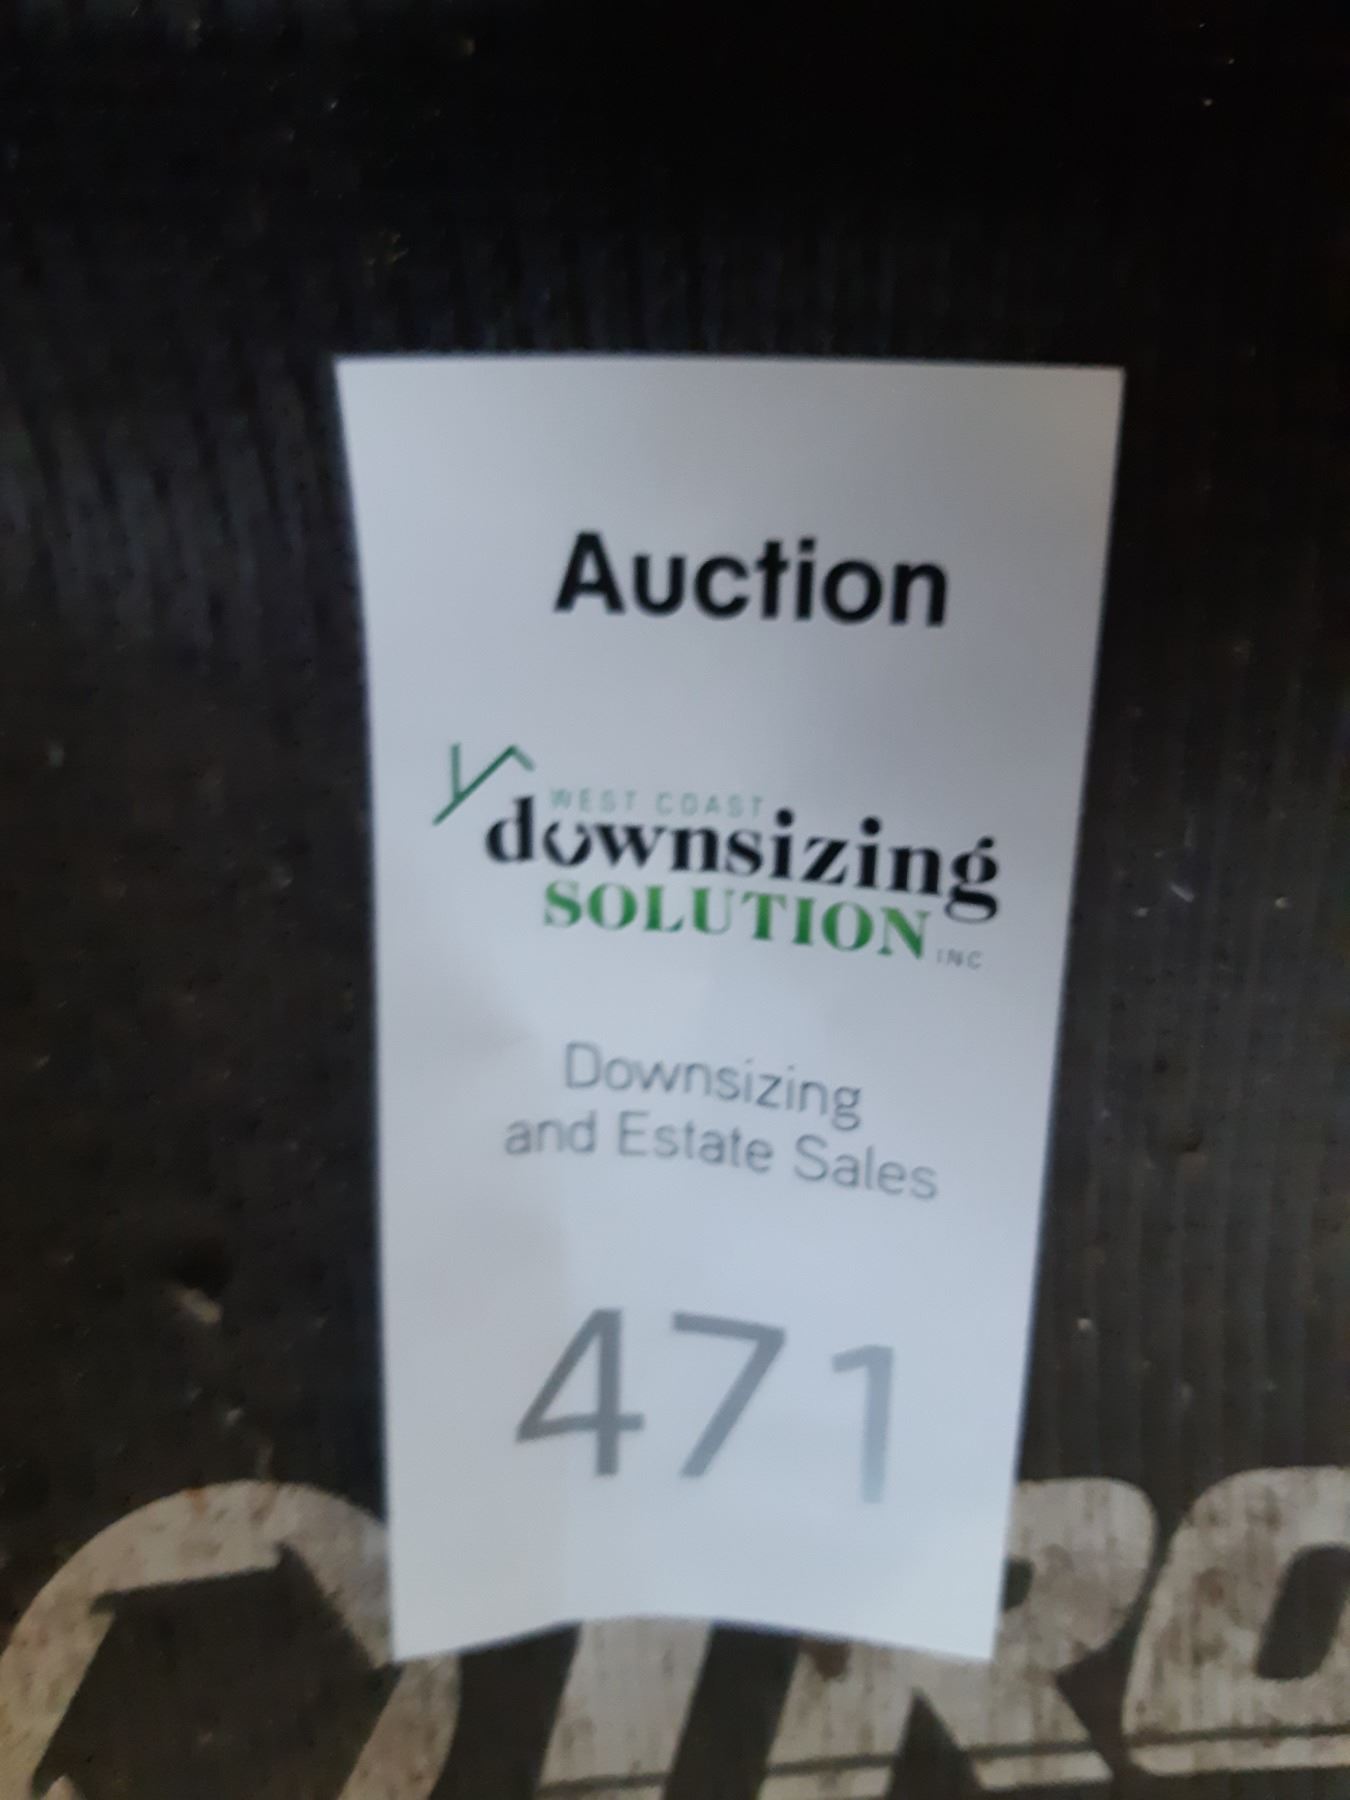 Auction
WEST COAST
downsizing
SOLUTION INC
Downsizing
and Estate Sales
471